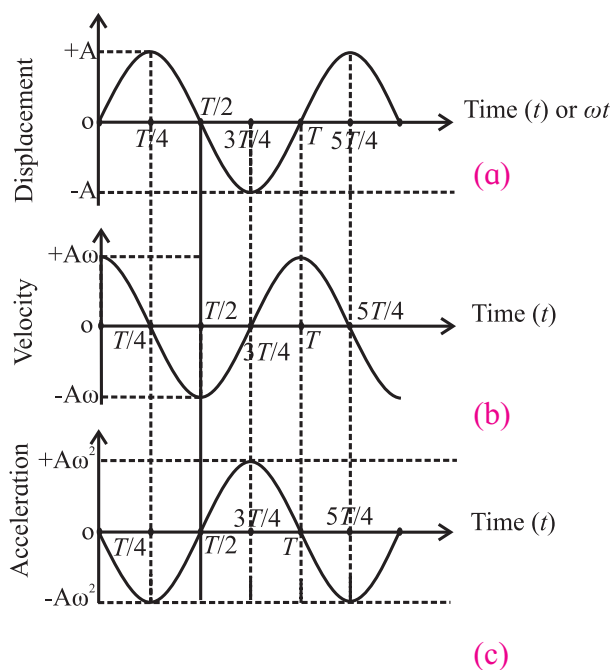 Displacement
+A
o
-A
T/4
T/2
3T/4
T
5T/4
Time (t) or ωt
(a)
Velocity
+Aω
o
-Aω
T/4
T/2
3T/4
T
5T/4
Time (t)
(b)
Acceleration
+Aω²
o
-Aω²
T/4
T/2
3T/4
T
5T/4
Time (t)
(c)